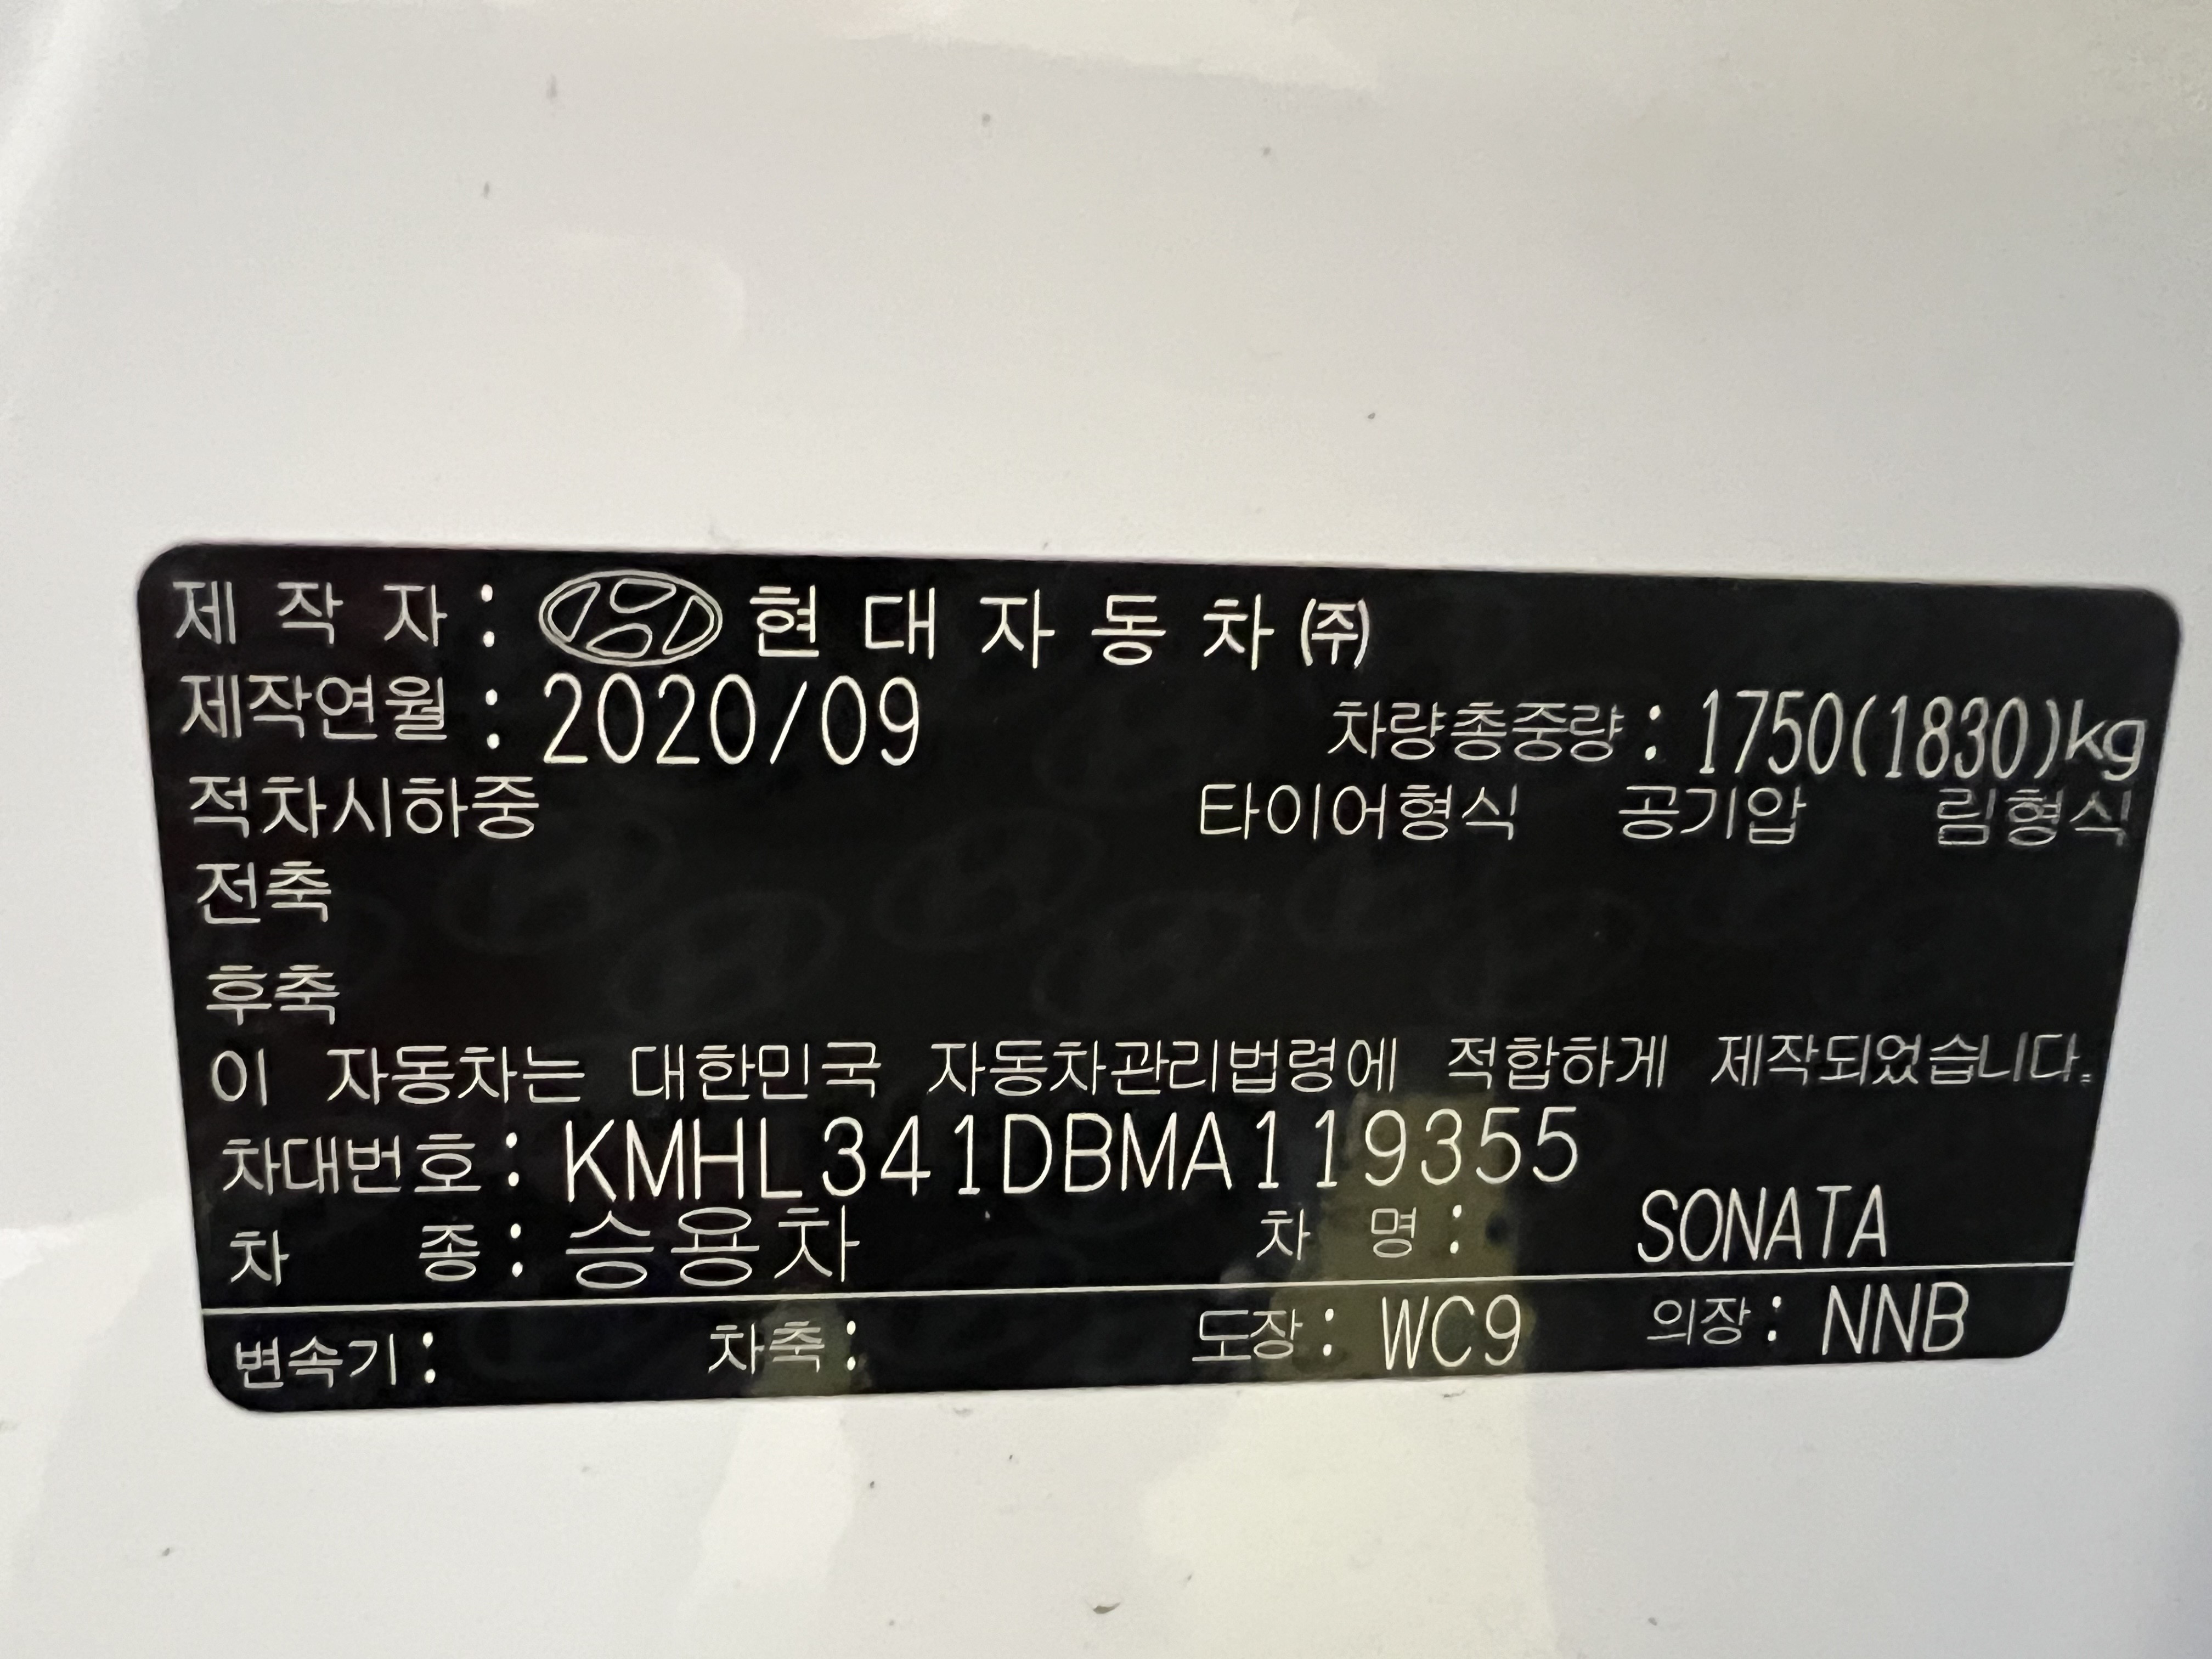 제 작 자 : 현 대 자 동 차 ㈜
제작연월 : 2020/09 차량총중량 : 1750(1830)kg
적차시하중 타이어형식 공기압 림형식
전축
후축
이 자동차는 대한민국 자동차관리법령에 적합하게 제작되었습니다.
차대번호 : KMHL341DBMA119355
차 종 : 승용차 차 명 : SONATA
변속기 : 차축 : 도장 : WC9 의장 : NNB